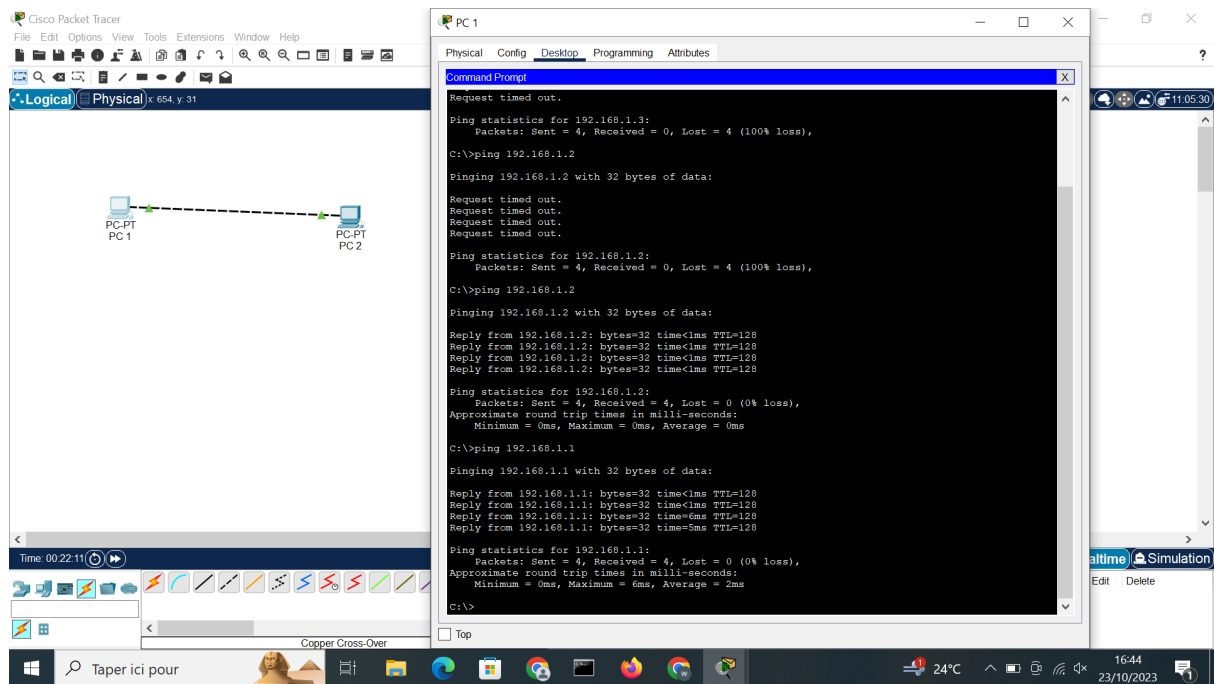 Cisco Packet Tracer
File Edit Options View Tools Extensions Window Help
Logical Physical x: 654, y: 31
11:05:30
PC-PT
PC 1
PC-PT
PC 2
Time: 00:22:11
Copper Cross-Over
PC 1
Physical Config Desktop Programming Attributes
Command Prompt X
Request timed out.
Ping statistics for 192.168.1.3:
Packets: Sent = 4, Received = 0, Lost = 4 (100% loss),
C:\>ping 192.168.1.2
Pinging 192.168.1.2 with 32 bytes of data:
Request timed out.
Request timed out.
Request timed out.
Request timed out.
Ping statistics for 192.168.1.2:
Packets: Sent = 4, Received = 0, Lost = 4 (100% loss),
C:\>ping 192.168.1.2
Pinging 192.168.1.2 with 32 bytes of data:
Reply from 192.168.1.2: bytes=32 time<1ms TTL=128
Reply from 192.168.1.2: bytes=32 time<1ms TTL=128
Reply from 192.168.1.2: bytes=32 time<1ms TTL=128
Reply from 192.168.1.2: bytes=32 time<1ms TTL=128
Ping statistics for 192.168.1.2:
Packets: Sent = 4, Received = 4, Lost = 0 (0% loss),
Approximate round trip times in milli-seconds:
Minimum = 0ms, Maximum = 0ms, Average = 0ms
C:\>ping 192.168.1.1
Pinging 192.168.1.1 with 32 bytes of data:
Reply from 192.168.1.1: bytes=32 time<1ms TTL=128
Reply from 192.168.1.1: bytes=32 time<1ms TTL=128
Reply from 192.168.1.1: bytes=32 time=6ms TTL=128
Reply from 192.168.1.1: bytes=32 time=5ms TTL=128
Ping statistics for 192.168.1.1:
Packets: Sent = 4, Received = 4, Lost = 0 (0% loss),
Approximate round trip times in milli-seconds:
Minimum = 0ms, Maximum = 6ms, Average = 2ms
C:\>
Top
?
altime Simulation
Edit Delete
Taper ici pour
24°C
16:44
23/10/2023
1